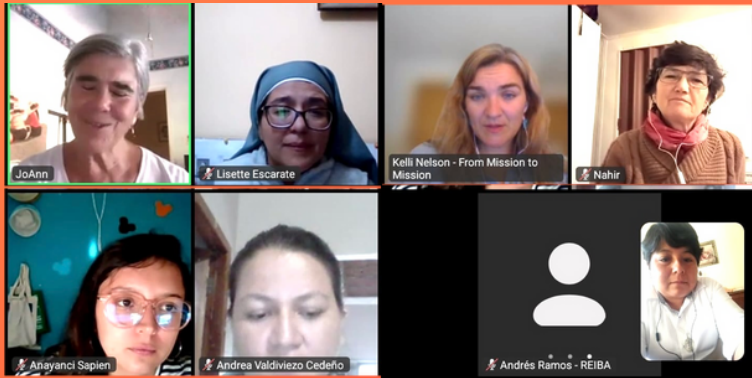 JoAnn
Lisette Escarate
Kelli Nelson - From Mission to
Mission
Nahir
Anayanci Sapien
Andrea Valdiviezo Cedeño
Andrés Ramos - REIBA